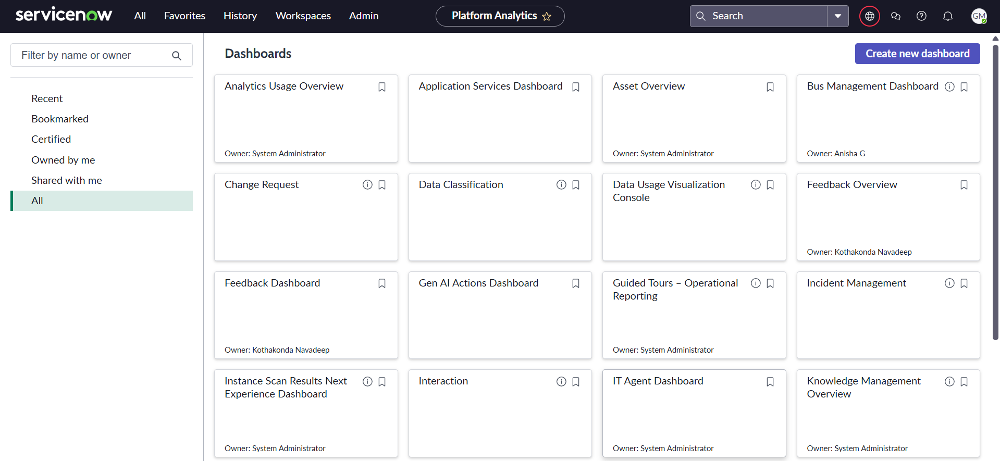 servicenow All Favorites History Workspaces Admin Platform Analytics Search GM
Filter by name or owner
Recent
Bookmarked
Certified
Owned by me
Shared with me
All
Dashboards Create new dashboard
Analytics Usage Overview
Owner: System Administrator
Application Services Dashboard
Asset Overview
Owner: System Administrator
Bus Management Dashboard
Owner: Anisha G
Change Request
Data Classification
Data Usage Visualization
Console
Feedback Overview
Owner: Kothakonda Navadeep
Feedback Dashboard
Owner: Kothakonda Navadeep
Gen AI Actions Dashboard
Guided Tours – Operational
Reporting
Owner: System Administrator
Incident Management
Instance Scan Results Next
Experience Dashboard
Owner: System Administrator
Interaction
IT Agent Dashboard
Owner: System Administrator
Knowledge Management
Overview
Owner: System Administrator